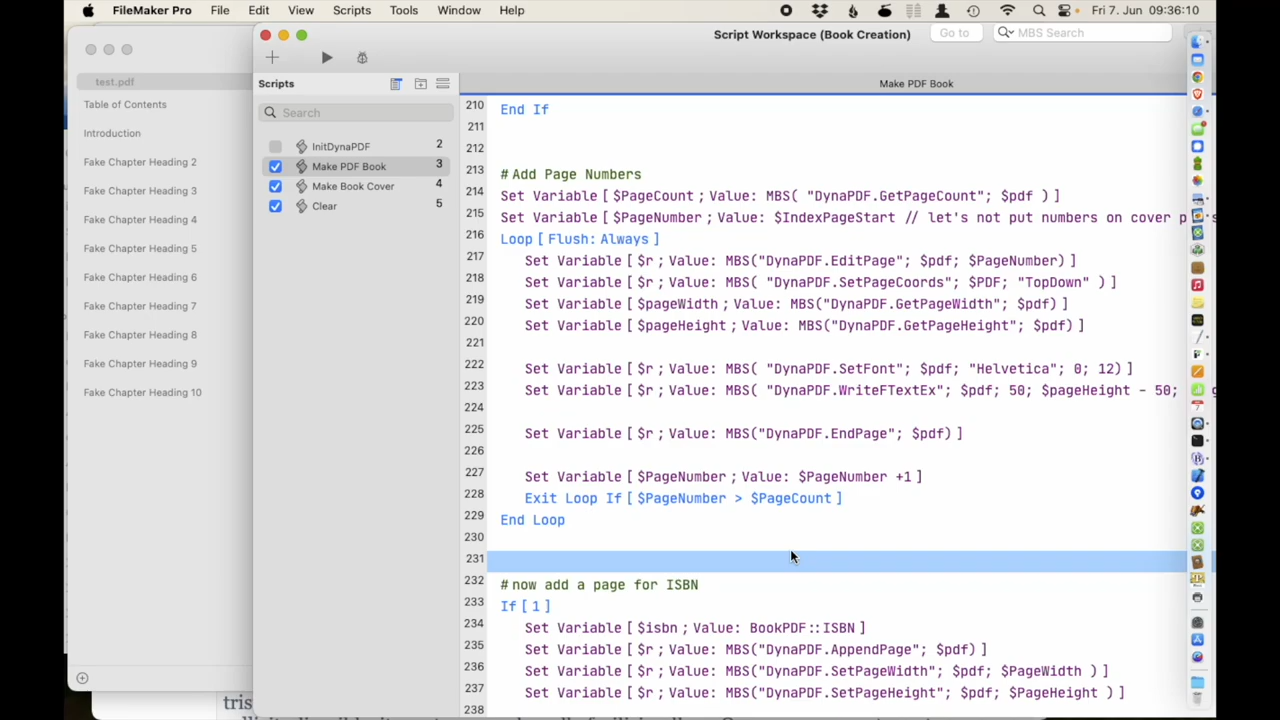 FileMaker Pro File Edit View Scripts Tools Window Help Fri 7. Jun 09:36:10
Script Workspace (Book Creation) Go to MBS Search
test.pdf
Table of Contents
Introduction
Fake Chapter Heading 2
Fake Chapter Heading 3
Fake Chapter Heading 4
Fake Chapter Heading 5
Fake Chapter Heading 6
Fake Chapter Heading 7
Fake Chapter Heading 8
Fake Chapter Heading 9
Fake Chapter Heading 10
Scripts
Search
InitDynaPDF 2
Make PDF Book 3
Make Book Cover 4
Clear 5
Make PDF Book
210 End If
211
212
213 # Add Page Numbers
214 Set Variable [ $PageCount ; Value: MBS( "DynaPDF.GetPageCount"; $pdf ) ]
215 Set Variable [ $PageNumber ; Value: $IndexPageStart // let's not put numbers on cover p
216 Loop [ Flush: Always ]
217 Set Variable [ $r ; Value: MBS("DynaPDF.EditPage"; $pdf; $PageNumber) ]
218 Set Variable [ $r ; Value: MBS( "DynaPDF.SetPageCoords"; $PDF; "TopDown" ) ]
219 Set Variable [ $pageWidth ; Value: MBS("DynaPDF.GetPageWidth"; $pdf) ]
220 Set Variable [ $pageHeight ; Value: MBS("DynaPDF.GetPageHeight"; $pdf) ]
221
222 Set Variable [ $r ; Value: MBS( "DynaPDF.SetFont"; $pdf; "Helvetica"; 0; 12) ]
223 Set Variable [ $r ; Value: MBS( "DynaPDF.WriteFTextEx"; $pdf; 50; $pageHeight - 50;
224
225 Set Variable [ $r ; Value: MBS("DynaPDF.EndPage"; $pdf) ]
226
227 Set Variable [ $PageNumber ; Value: $PageNumber +1 ]
228 Exit Loop If [ $PageNumber > $PageCount ]
229 End Loop
230
231
232 # now add a page for ISBN
233 If [ 1 ]
234 Set Variable [ $isbn ; Value: BookPDF::ISBN ]
235 Set Variable [ $r ; Value: MBS("DynaPDF.AppendPage"; $pdf) ]
236 Set Variable [ $r ; Value: MBS("DynaPDF.SetPageWidth"; $pdf; $PageWidth ) ]
237 Set Variable [ $r ; Value: MBS("DynaPDF.SetPageHeight"; $pdf; $PageHeight ) ]
238
tris